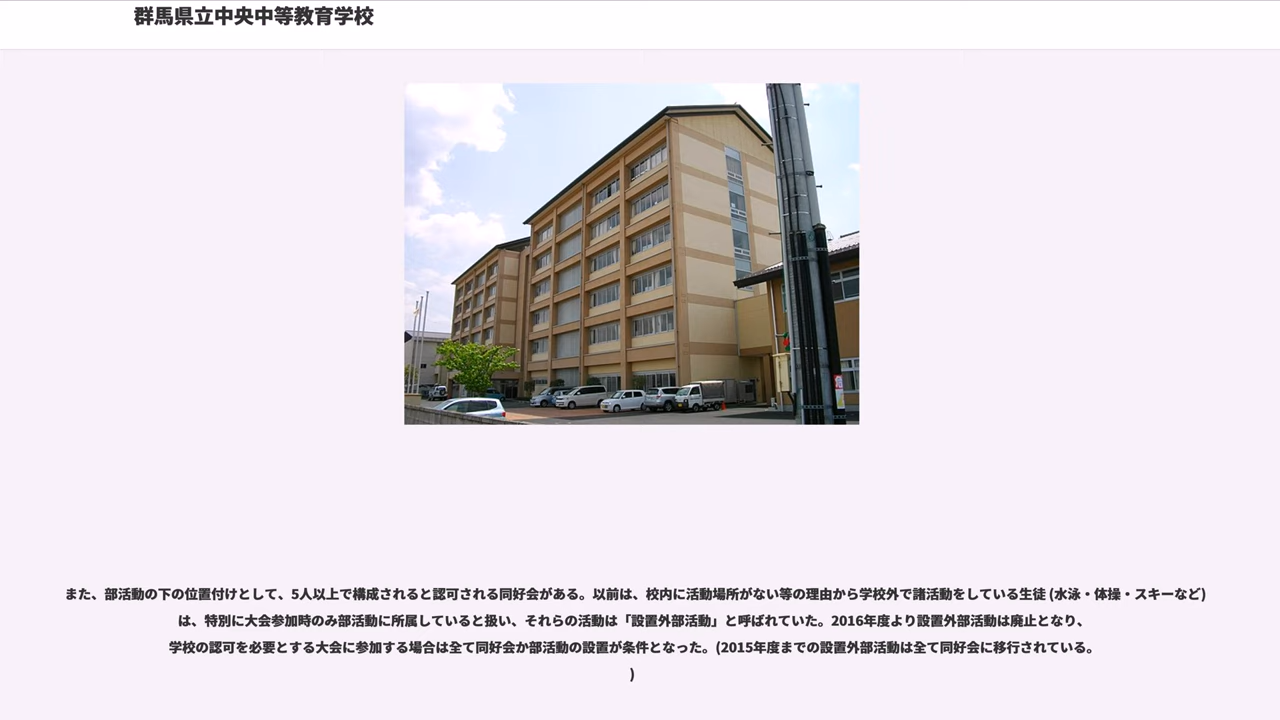 群馬県立中央中等教育学校
また、部活動の下の位置付けとして、5人以上で構成されると認可される同好会がある。以前は、校内に活動場所がない等の理由から学校外で諸活動をしている生徒 (水泳・体操・スキーなど)
は、特別に大会参加時のみ部活動に所属していると扱い、それらの活動は「設置外部活動」と呼ばれていた。2016年度より設置外部活動は廃止となり、
学校の認可を必要とする大会に参加する場合は全て同好会か部活動の設置が条件となった。(2015年度までの設置外部活動は全て同好会に移行されている。
)